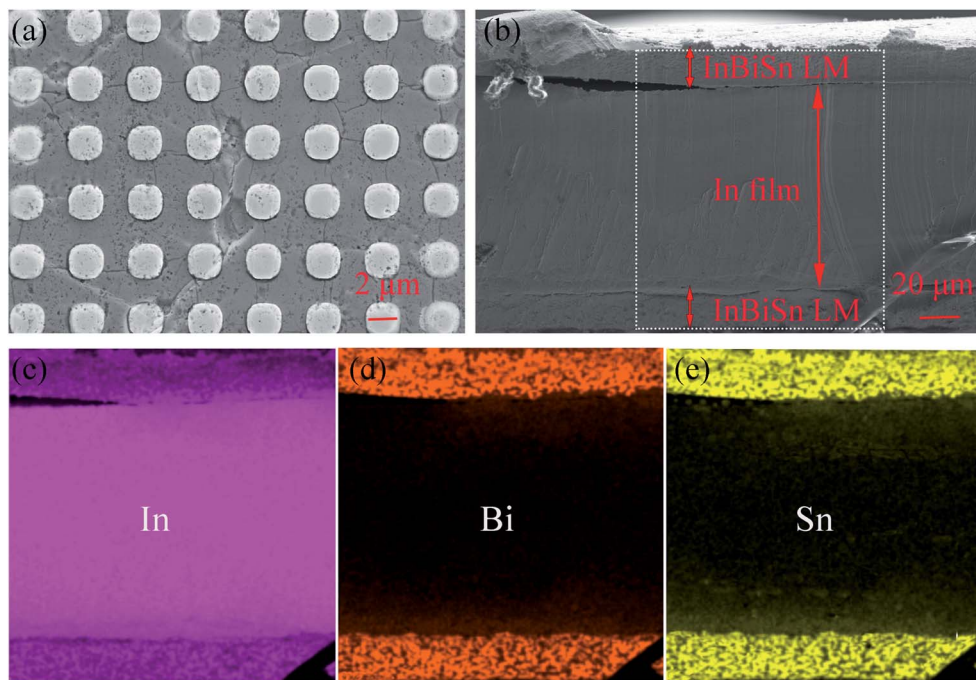 (a)
2 μm
(b)
InBiSn LM
In film
InBiSn LM
20 μm
(c)
In
(d)
Bi
(e)
Sn